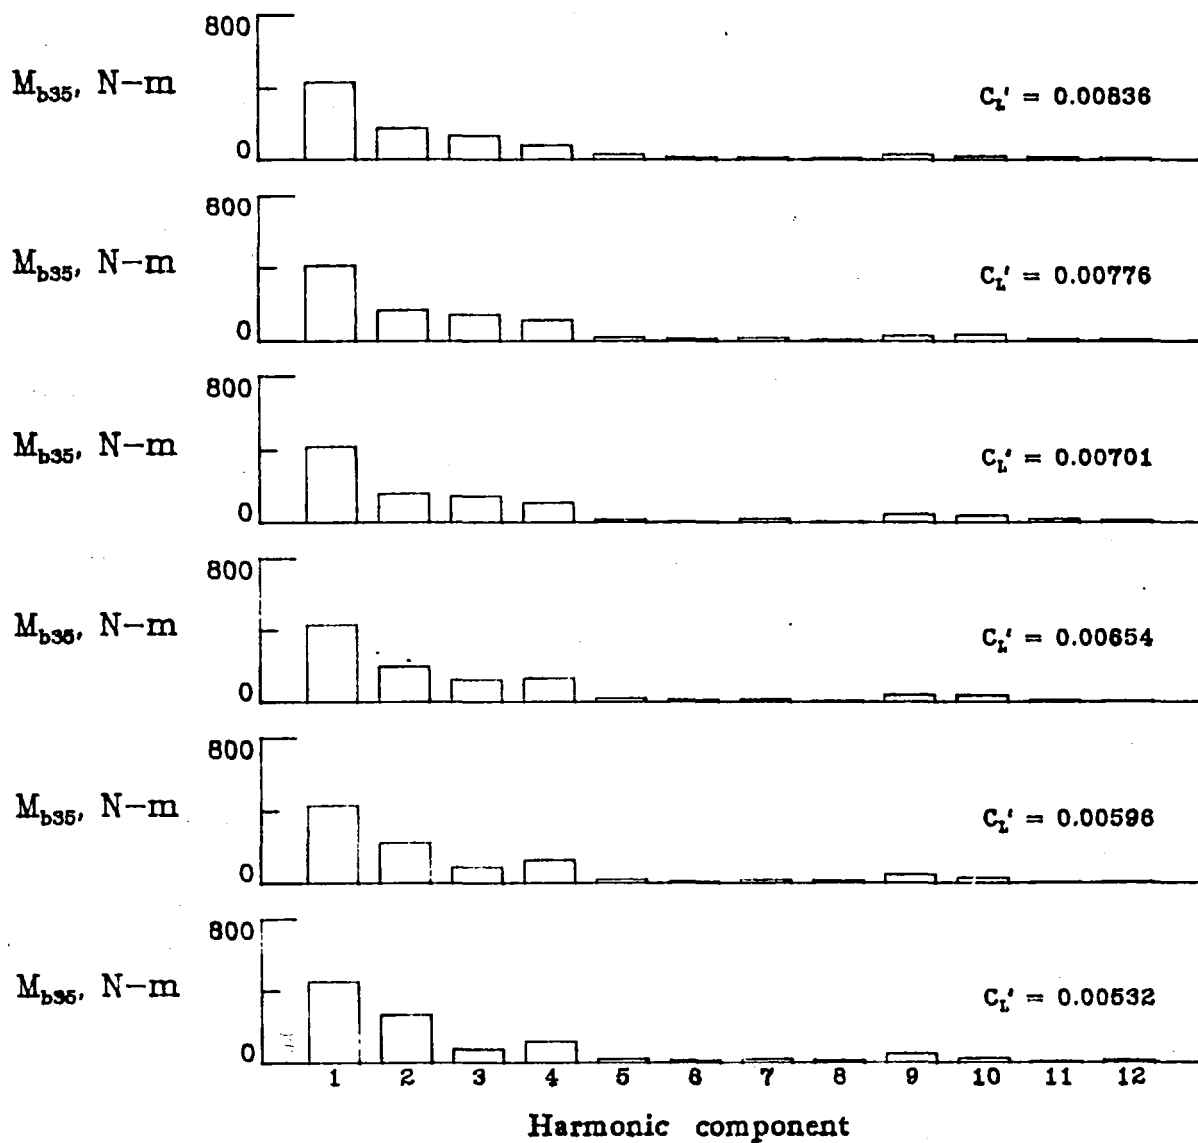 800
M_b35, N-m
C_L' = 0.00836
0
800
M_b35, N-m
C_L' = 0.00776
0
800
M_b35, N-m
C_L' = 0.00701
0
800
M_b35, N-m
C_L' = 0.00654
0
800
M_b35, N-m
C_L' = 0.00596
0
800
M_b35, N-m
C_L' = 0.00532
0
1 2 3 4 5 6 7 8 9 10 11 12
Harmonic component